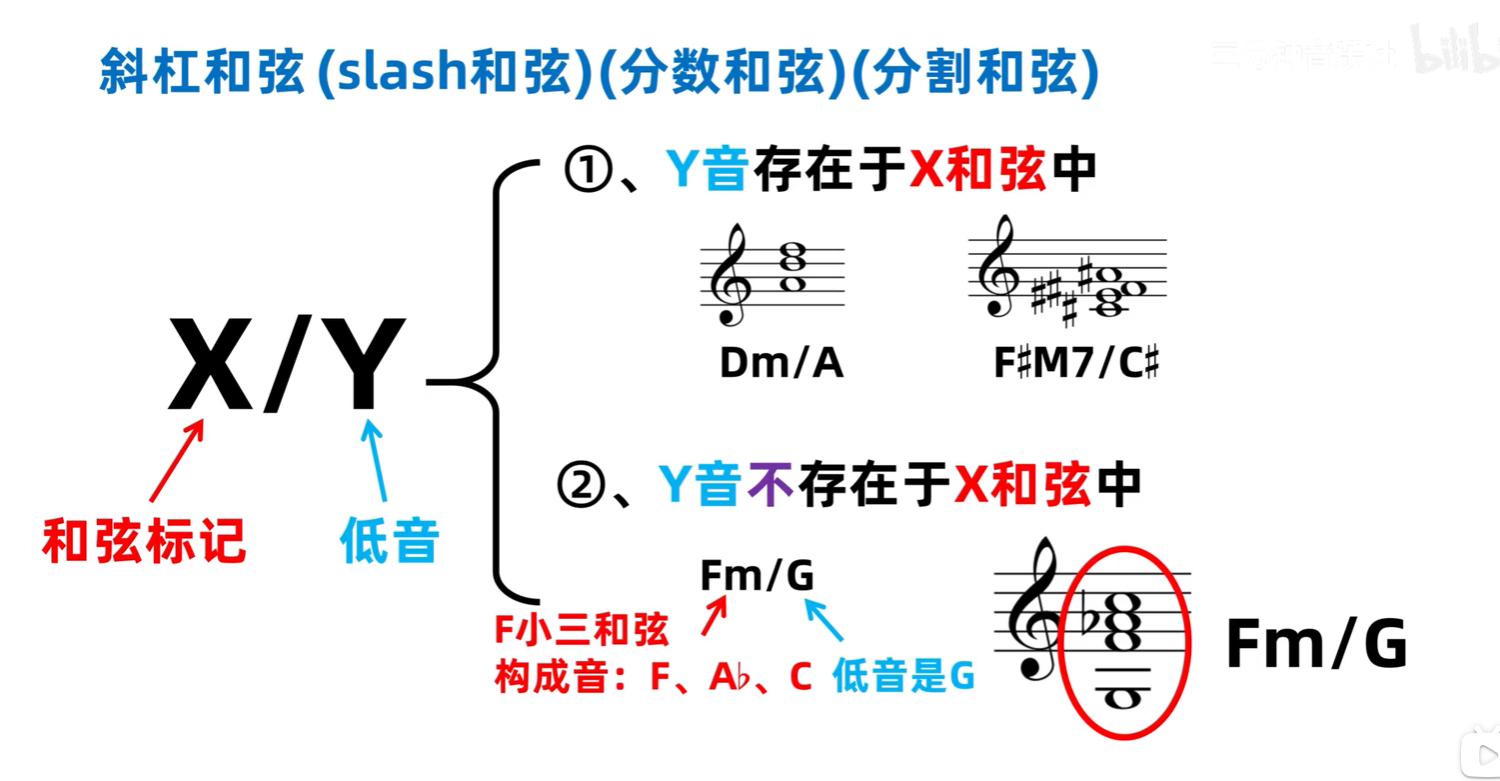 斜杠和弦(slash和弦)(分数和弦)(分割和弦)
bilib
X/Y
和弦标记
低音
①、Y音存在于X和弦中
Dm/A
F♯M7/C♯
②、Y音不存在于X和弦中
Fm/G
F小三和弦
构成音：F、A♭、C
低音是G
Fm/G